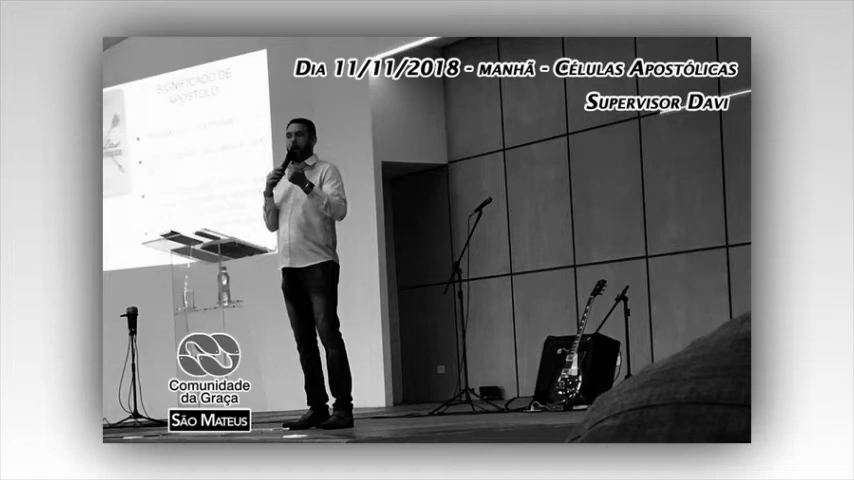 Dia 11/11/2018 - manhã - Células Apostólicas
Supervisor Davi
SIGNIFICADO DE
APÓSTOLO
Comunidade
da Graça
São Mateus